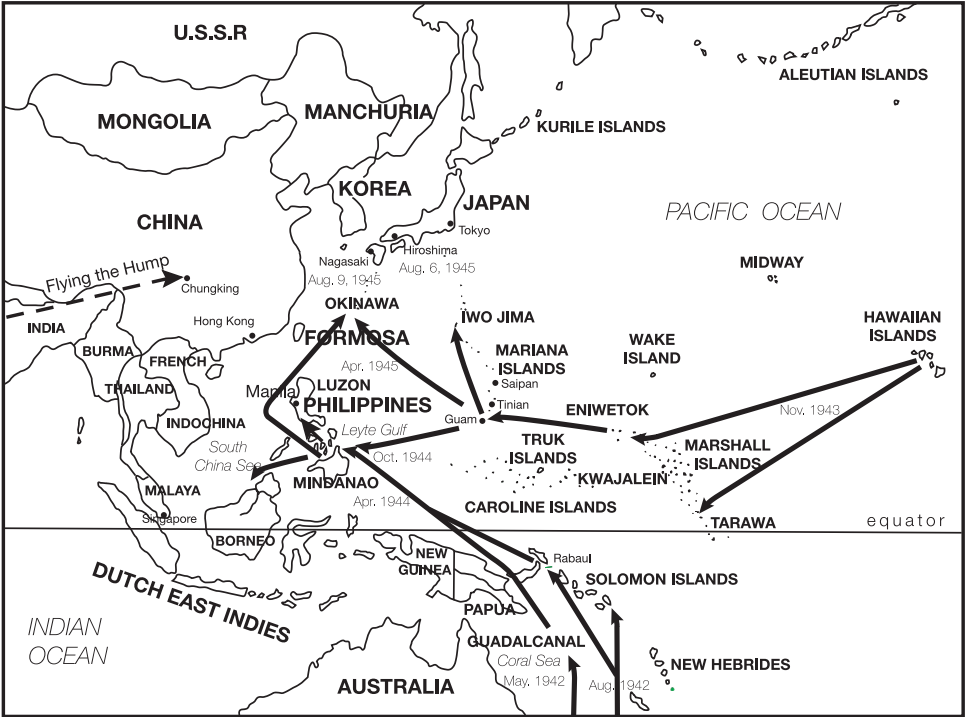 U.S.S.R
ALEUTIAN ISLANDS
MONGOLIA
MANCHURIA
KURILE ISLANDS
KOREA
JAPAN
PACIFIC OCEAN
CHINA
Tokyo
Hiroshima
Aug. 6, 1945
Nagasaki
Aug. 9, 1945
Flying the Hump
Chungking
MIDWAY
OKINAWA
INDIA
Hong Kong
IWO JIMA
HAWAIIAN
ISLANDS
FORMOSA
WAKE
ISLAND
BURMA
FRENCH
MARIANA
ISLANDS
Apr. 1945
THAILAND
Manila
LUZON
Saipan
PHILIPPINES
Tinian
ENIWETOK
Nov. 1943
INDOCHINA
Guam
Leyte Gulf
Oct. 1944
South
China Sea
TRUK
ISLANDS
MARSHALL
ISLANDS
KWAJALEIN
MINDANAO
MALAYA
Apr. 1944
CAROLINE ISLANDS
Singapore
TARAWA
equator
BORNEO
NEW
GUINEA
Rabaul
SOLOMON ISLANDS
DUTCH EAST INDIES
PAPUA
INDIAN
OCEAN
GUADALCANAL
Coral Sea
May. 1942
Aug. 1942
NEW HEBRIDES
AUSTRALIA